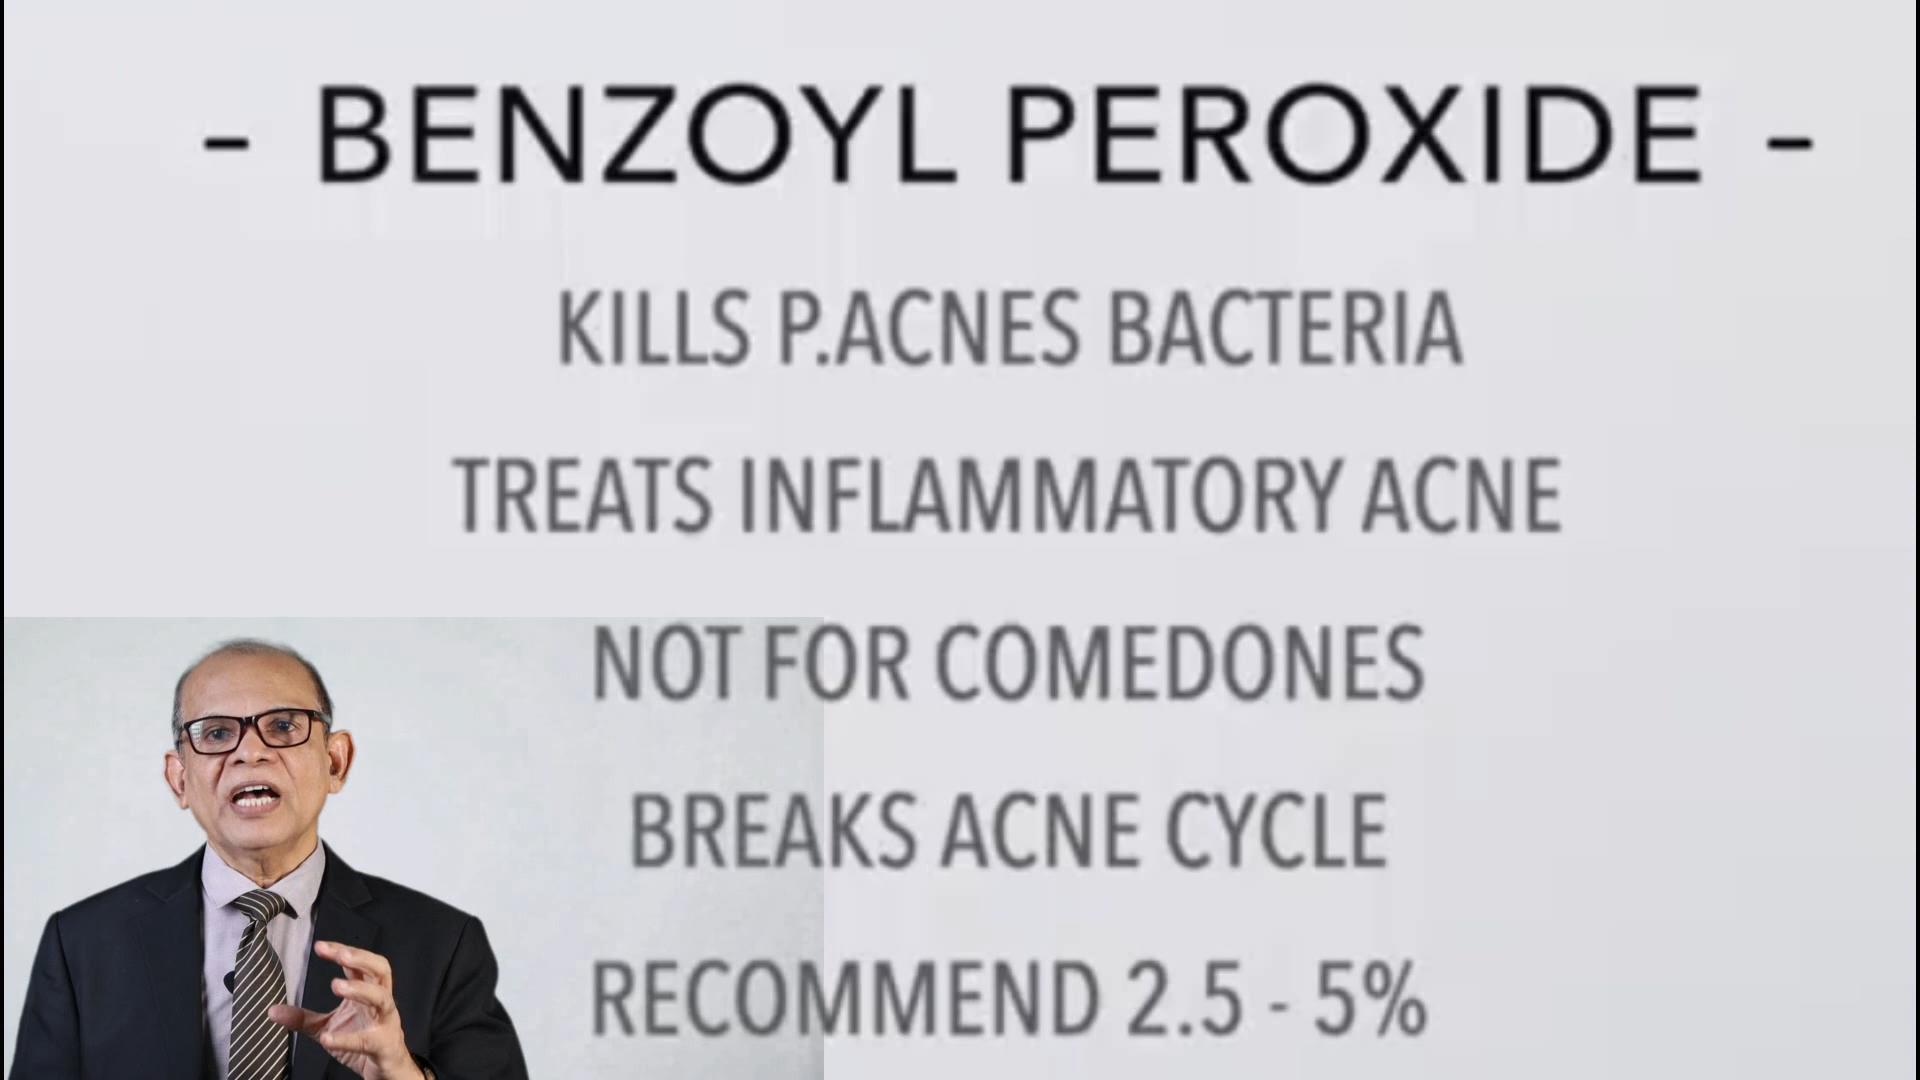 - BENZOYL PEROXIDE -
KILLS P.ACNES BACTERIA
TREATS INFLAMMATORY ACNE
NOT FOR COMEDONES
BREAKS ACNE CYCLE
RECOMMEND 2.5 - 5%